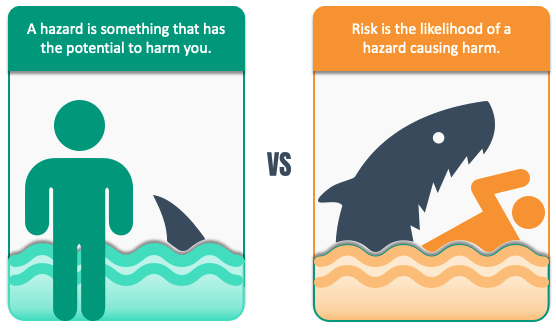 A hazard is something that has
the potential to harm you.
VS
Risk is the likelihood of a
hazard causing harm.